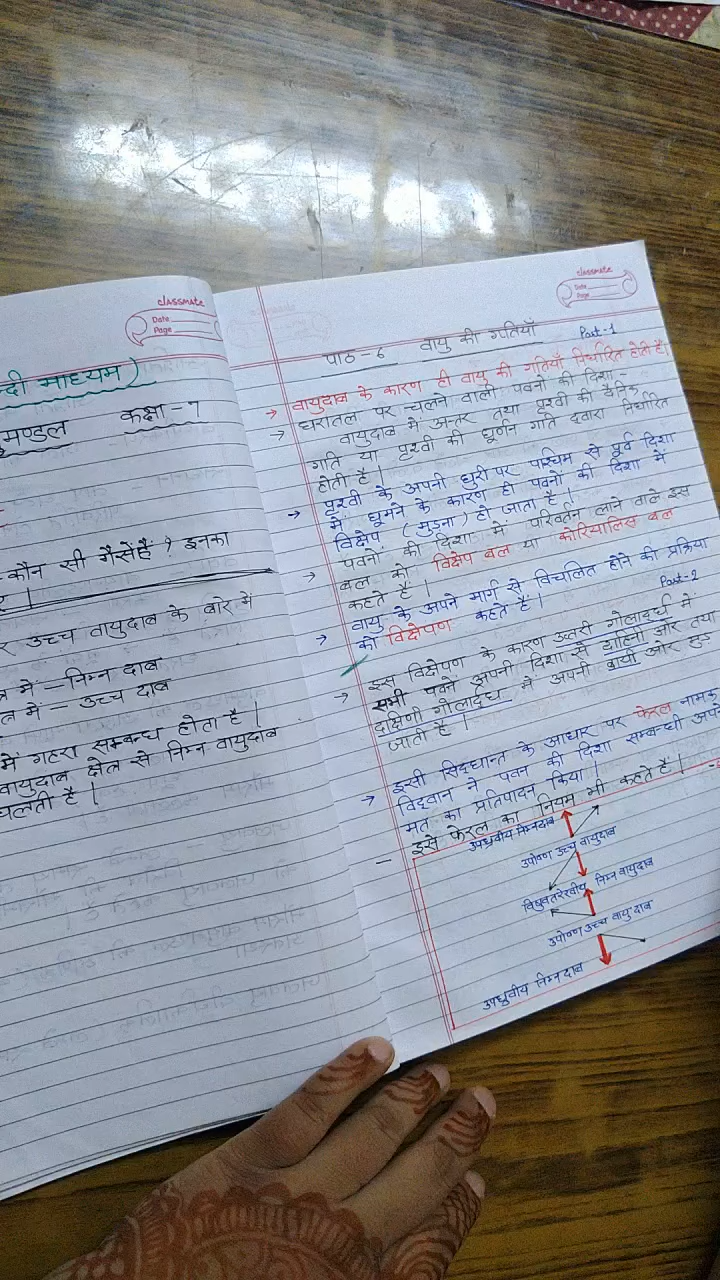 classmate
Date
Page
न्दी माध्यम)
मण्डल कक्षा - 7
कौन सी गैसें हैं ? इनका
र उच्च वायुदाब के बारे में
में - निम्न दाब
में - उच्च दाब
में गहरा सम्बन्ध होता है |
वायुदाब क्षेत्र से निम्न वायुदाब
चलती है |
classmate
Date
Page
पाठ - 6 वायु की गतियाँ Part-1
→ वायुदाब के कारण ही वायु की गतियाँ निर्धारित होती हैं|
→ धरातल पर चलने वाली पवनों की दिशा -
वायुदाब में अन्तर तथा पृथ्वी की दैनिक
गति या पृथ्वी की घूर्णन गति द्वारा निर्धारित
होती है |
→ पृथ्वी के अपनी धुरी पर पश्चिम से पूर्व दिशा
में घूमने के कारण ही पवनों की दिशा में
विक्षेप (मुड़ना) हो जाता है |
→ पवनों की दिशा में परिवर्तन लाने वाले इस
बल को विक्षेप बल या कोरियालिस बल
कहते हैं |
→ वायु के अपने मार्ग से विचलित होने की प्रक्रिया
को विक्षेपण कहते हैं | Part-2
→ इस विक्षेपण के कारण उत्तरी गोलार्द्ध में
सभी पवनें अपनी दिशा से दाहिनी ओर तथा
दक्षिणी गोलार्द्ध में अपनी बायीं ओर मुड़
जाती हैं |
→ इसी सिद्धान्त के आधार पर फेरल नामक
विद्वान ने पवन की दिशा सम्बन्धी अपने
मत का प्रतिपादन किया |
- इसे फेरल का नियम भी कहते हैं |
उपध्रुवीय निम्नदाब
उपोष्ण उच्च वायुदाब
विषुवतरेखीय निम्न वायुदाब
उपोष्ण उच्च वायुदाब
उपध्रुवीय निम्नदाब